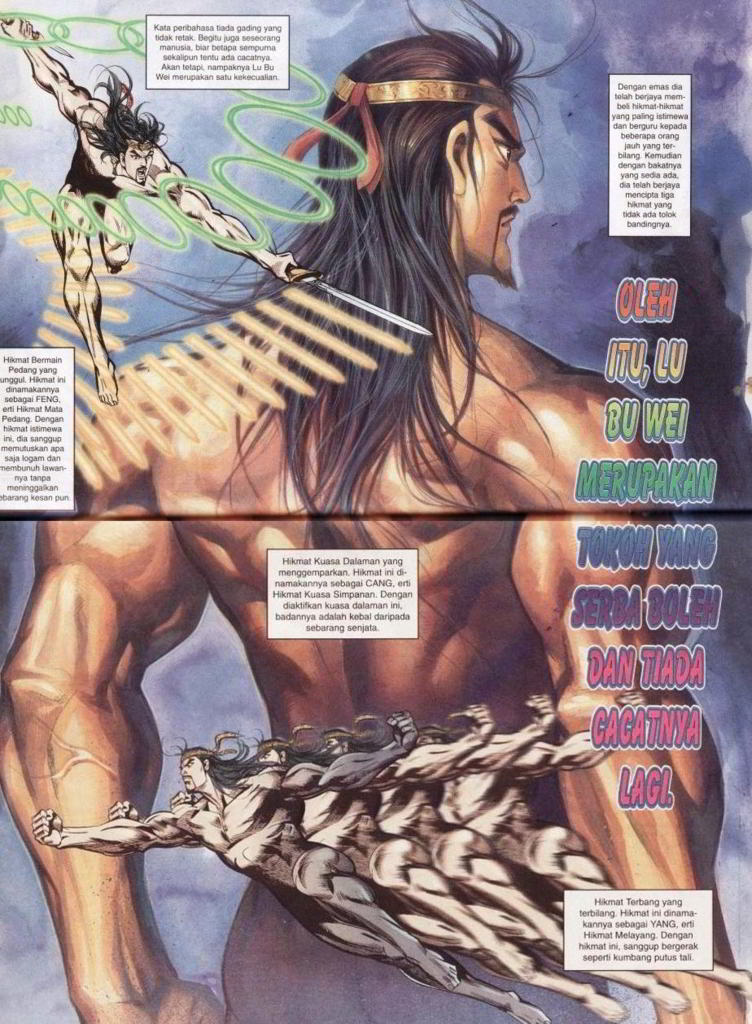 Kata peribahasa tiada gading yang
tidak retak. Begitu juga seseorang
manusia, biar betapa sempurna
sekalipun tentu ada cacatnya.
Akan tetapi, nampaknya Lu Bu
Wei merupakan satu kekecualian.
Dengan emas dia
telah berjaya mem-
beli hikmat-hikmat
yang paling istimewa
dan berguru kepada
beberapa orang
jauh yang ter-
bilang. Kemudian
dengan bakatnya
yang sedia ada,
dia telah berjaya
mencipta tiga
hikmat yang
tidak ada tolok
bandingnya.
OLEH
ITU, LU
BU WEI
MERUPAKAN
TOKOH YANG
SERBA BOLEH
DAN TIADA
CACATNYA
LAGI.
Hikmat Bermain
Pedang yang
unggul. Hikmat ini
dinamakannya
sebagai FENG,
erti Hikmat Mata
Pedang. Dengan
hikmat istimewa
ini, dia sanggup
memutuskan apa
saja logam dan
membunuh lawan-
nya tanpa
meninggalkan
ebarang kesan pun.
Hikmat Kuasa Dalaman yang
menggemparkan. Hikmat ini di-
namakannya sebagai CANG, erti
Hikmat Kuasa Simpanan. Dengan
diaktifkan kuasa dalaman ini,
badannya adalah kebal daripada
sebarang senjata.
Hikmat Terbang yang
terbilang. Hikmat ini dinama-
kannya sebagai YANG, erti
Hikmat Melayang. Dengan
hikmat ini, sanggup bergerak
seperti kumbang putus tali.